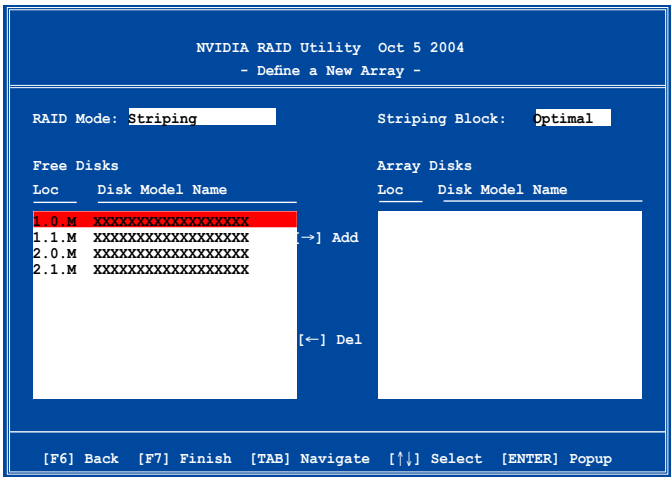 NVIDIA RAID Utility Oct 5 2004
- Define a New Array -
RAID Mode: Striping
Striping Block: Optimal
Free Disks
Loc Disk Model Name
1.0.M XXXXXXXXXXXXXXXXXX
1.1.M XXXXXXXXXXXXXXXXXX
2.0.M XXXXXXXXXXXXXXXXXX
2.1.M XXXXXXXXXXXXXXXXXX
[→] Add
[←] Del
Array Disks
Loc Disk Model Name
[F6] Back [F7] Finish [TAB] Navigate [↑↓] Select [ENTER] Popup